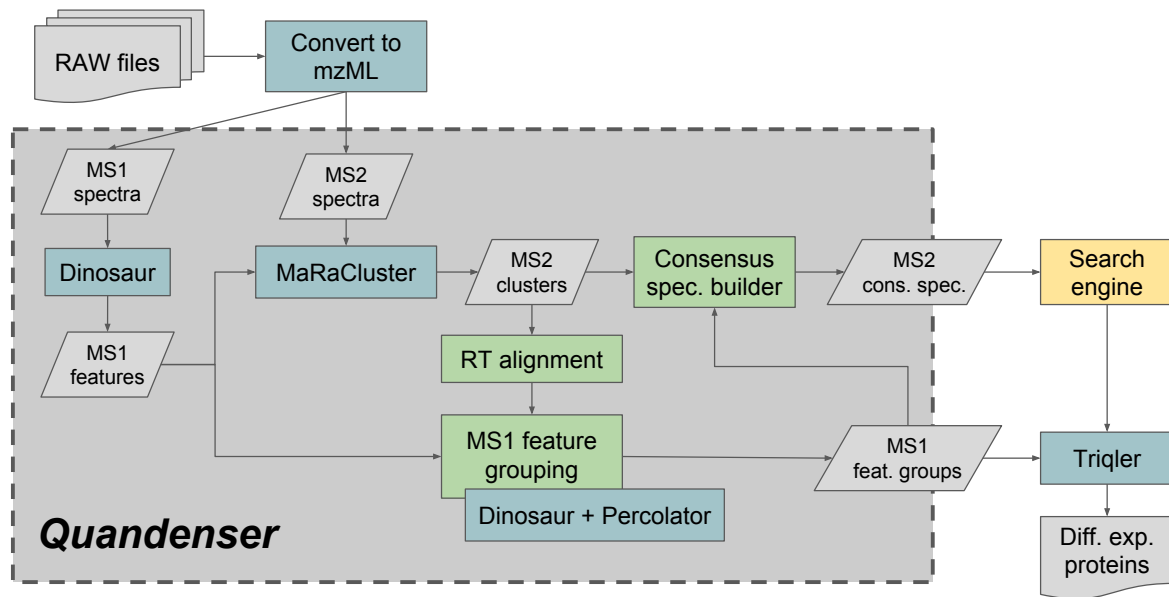 RAW files
Convert to
mzML
MS1
spectra
MS2
spectra
Dinosaur
MaRaCluster
MS2
clusters
Consensus
spec. builder
MS2
cons. spec.
Search
engine
MS1
features
RT alignment
MS1 feature
grouping
Dinosaur + Percolator
MS1
feat. groups
Triqler
Quandenser
Diff. exp.
proteins